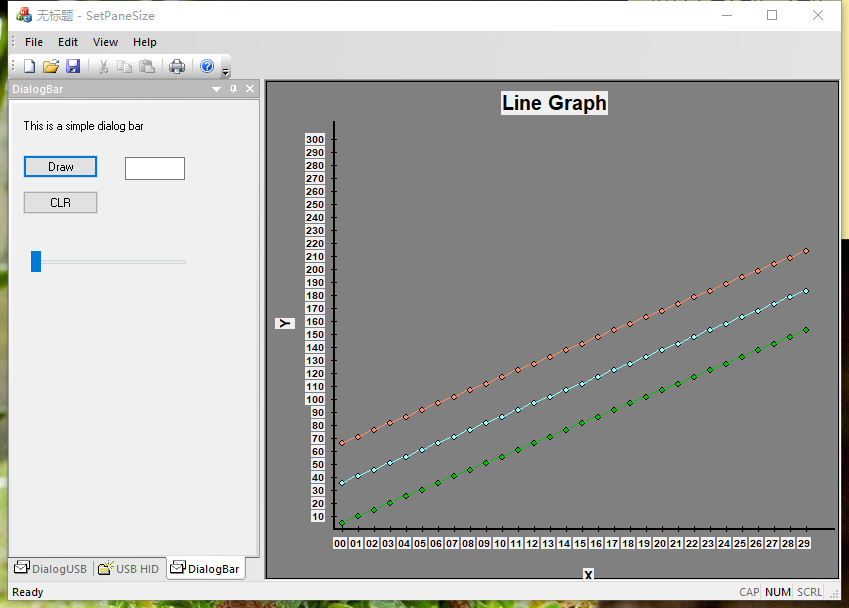 无标题 - SetPaneSize
File Edit View Help
DialogBar
This is a simple dialog bar
Draw
CLR
Line Graph
300
290
280
270
260
250
240
230
220
210
200
190
180
170
160
150
140
130
120
110
100
90
80
70
60
50
40
30
20
10
Y
00 01 02 03 04 05 06 07 08 09 10 11 12 13 14 15 16 17 18 19 20 21 22 23 24 25 26 27 28 29
X
DialogUSB USB HID DialogBar
Ready CAP NUM SCRL